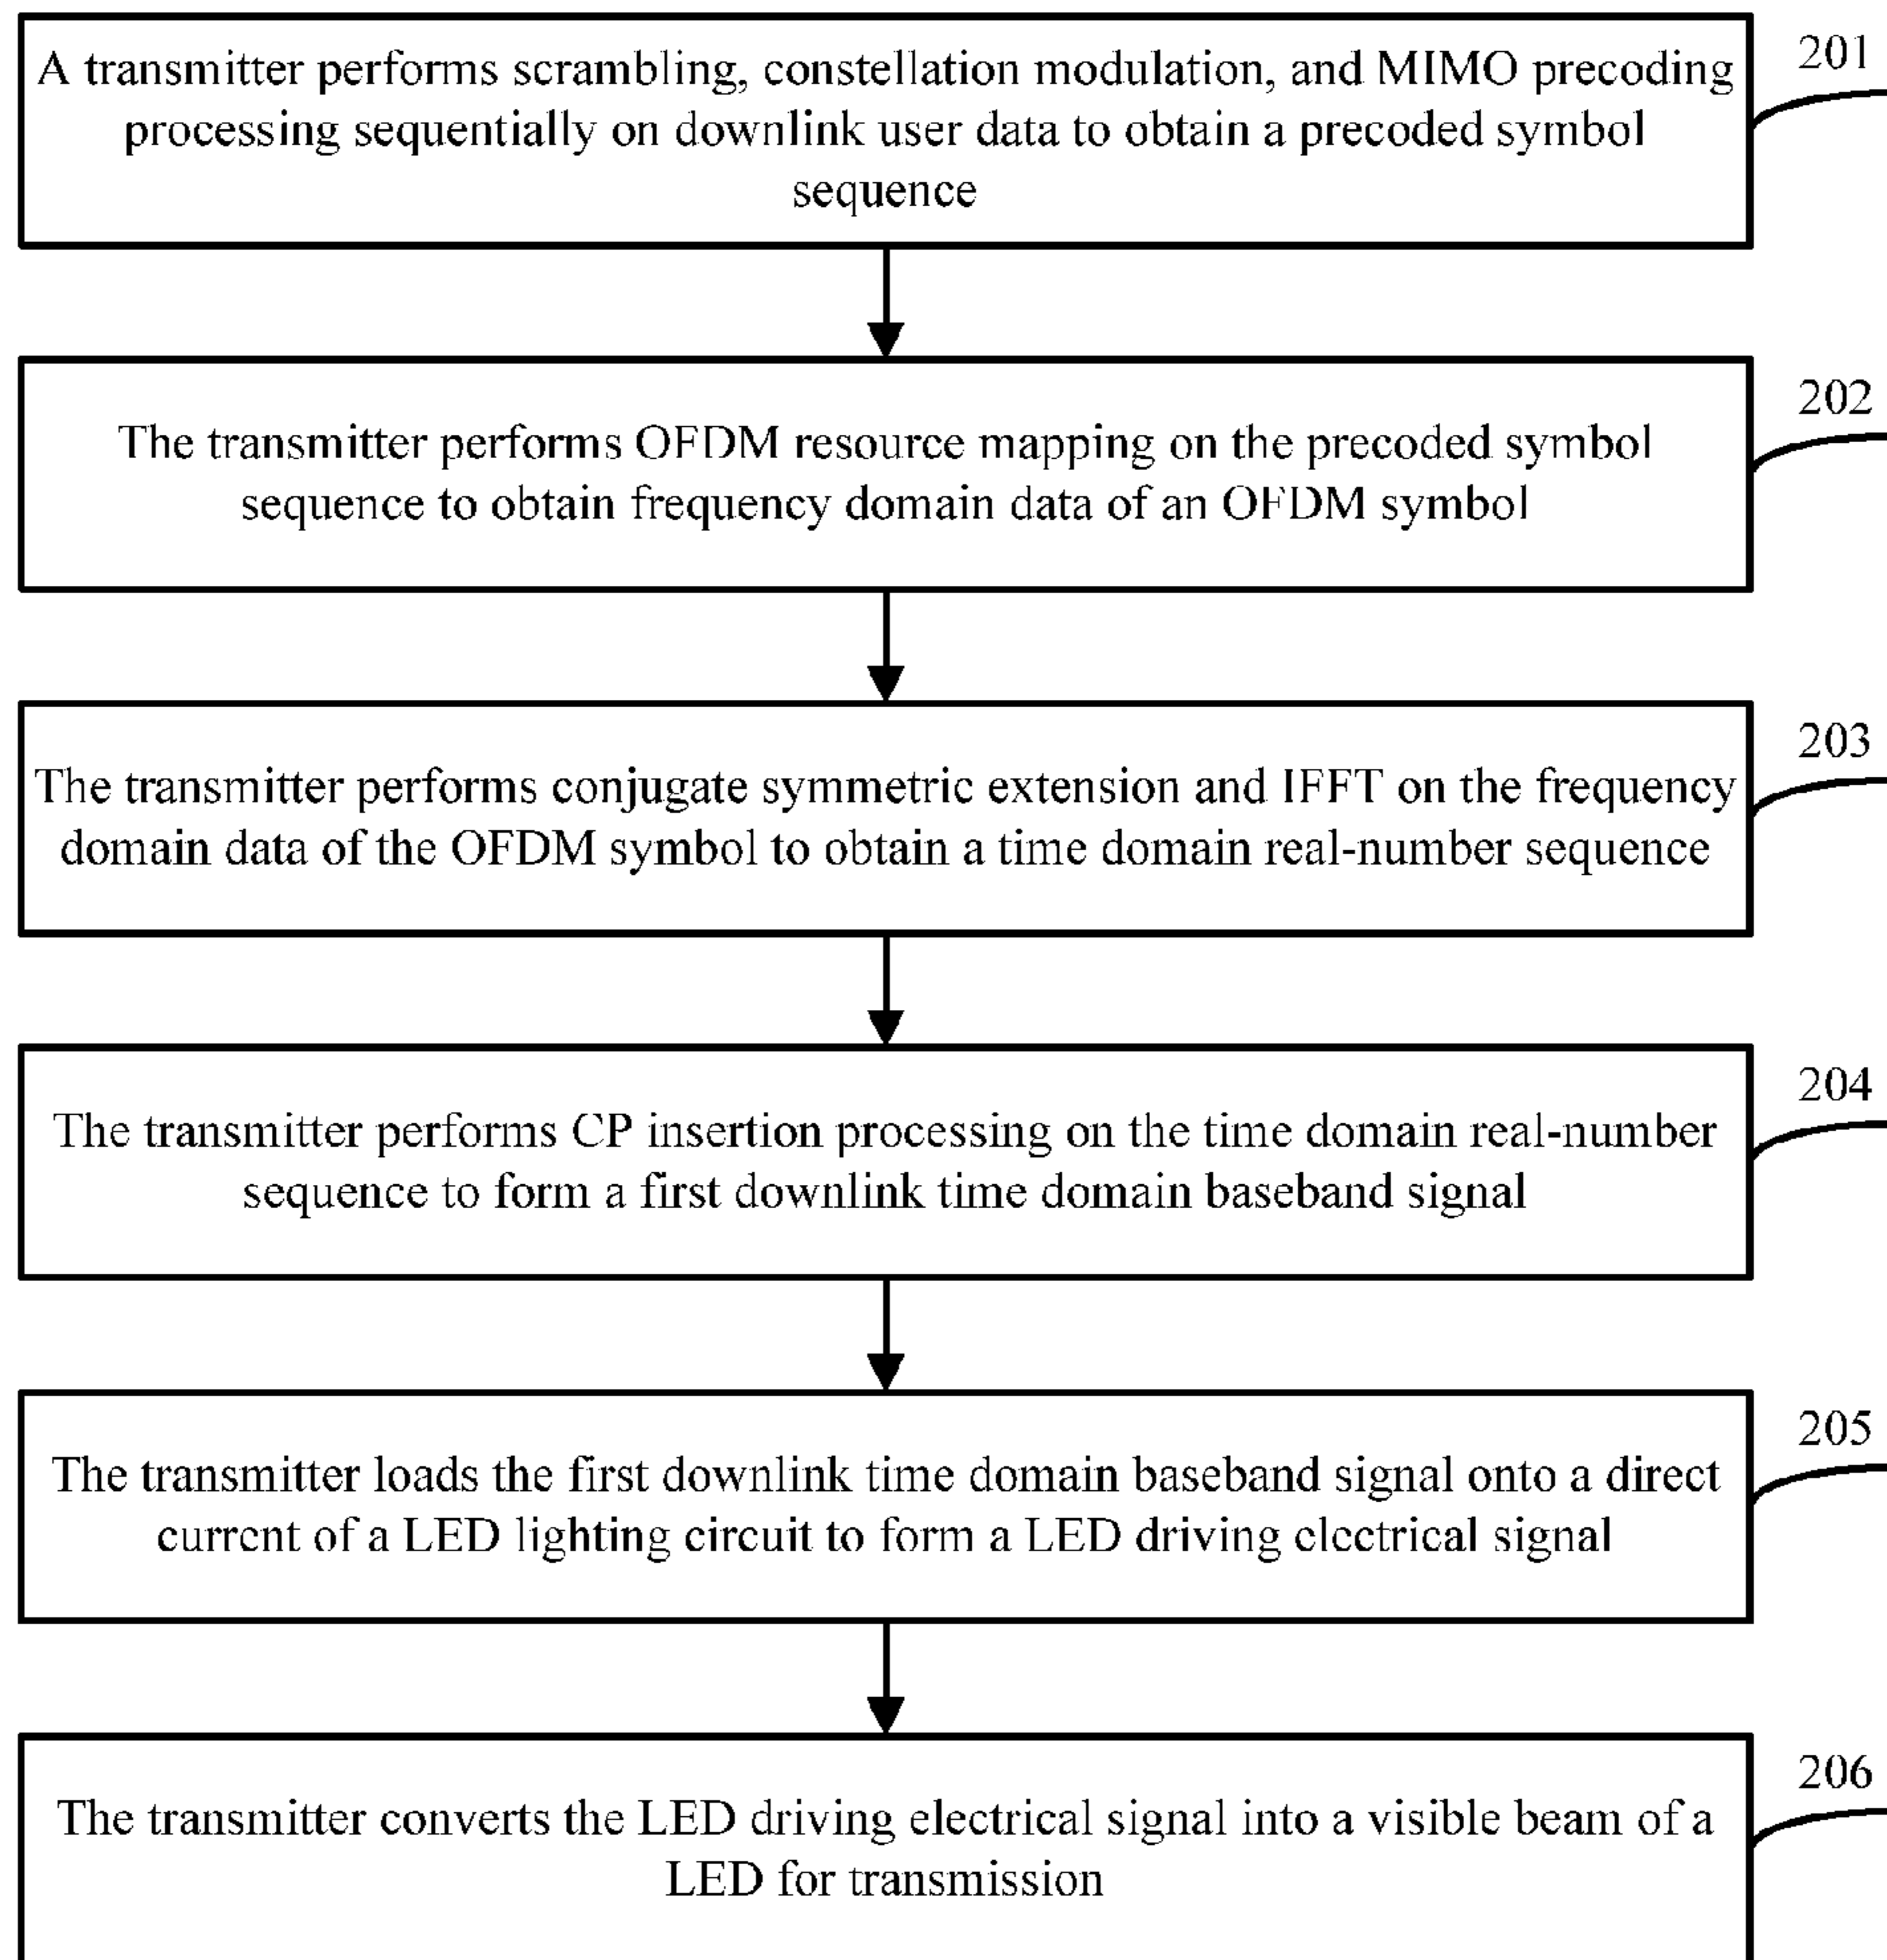 A transmitter performs scrambling, constellation modulation, and MIMO precoding
processing sequentially on downlink user data to obtain a precoded symbol
sequence
201
The transmitter performs OFDM resource mapping on the precoded symbol
sequence to obtain frequency domain data of an OFDM symbol
202
The transmitter performs conjugate symmetric extension and IFFT on the frequency
domain data of the OFDM symbol to obtain a time domain real-number sequence
203
The transmitter performs CP insertion processing on the time domain real-number
sequence to form a first downlink time domain baseband signal
204
The transmitter loads the first downlink time domain baseband signal onto a direct
current of a LED lighting circuit to form a LED driving electrical signal
205
The transmitter converts the LED driving electrical signal into a visible beam of a
LED for transmission
206